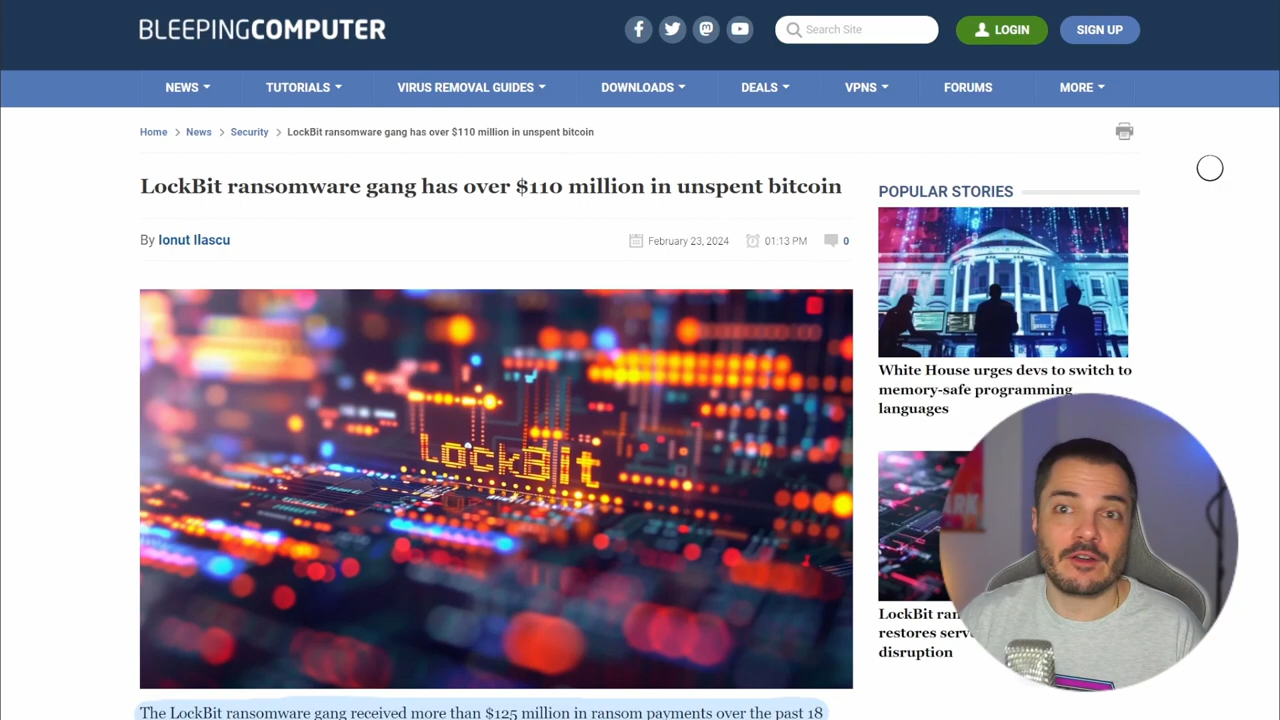 BLEEPINGCOMPUTER
Search Site
LOGIN
SIGN UP
NEWS
TUTORIALS
VIRUS REMOVAL GUIDES
DOWNLOADS
DEALS
VPNS
FORUMS
MORE
Home > News > Security > LockBit ransomware gang has over $110 million in unspent bitcoin
LockBit ransomware gang has over $110 million in unspent bitcoin
By Ionut Ilascu
February 23, 2024
01:13 PM
0
LockBit
The LockBit ransomware gang received more than $125 million in ransom payments over the past 18
POPULAR STORIES
White House urges devs to switch to
memory-safe programming
languages
LockBit
disruption